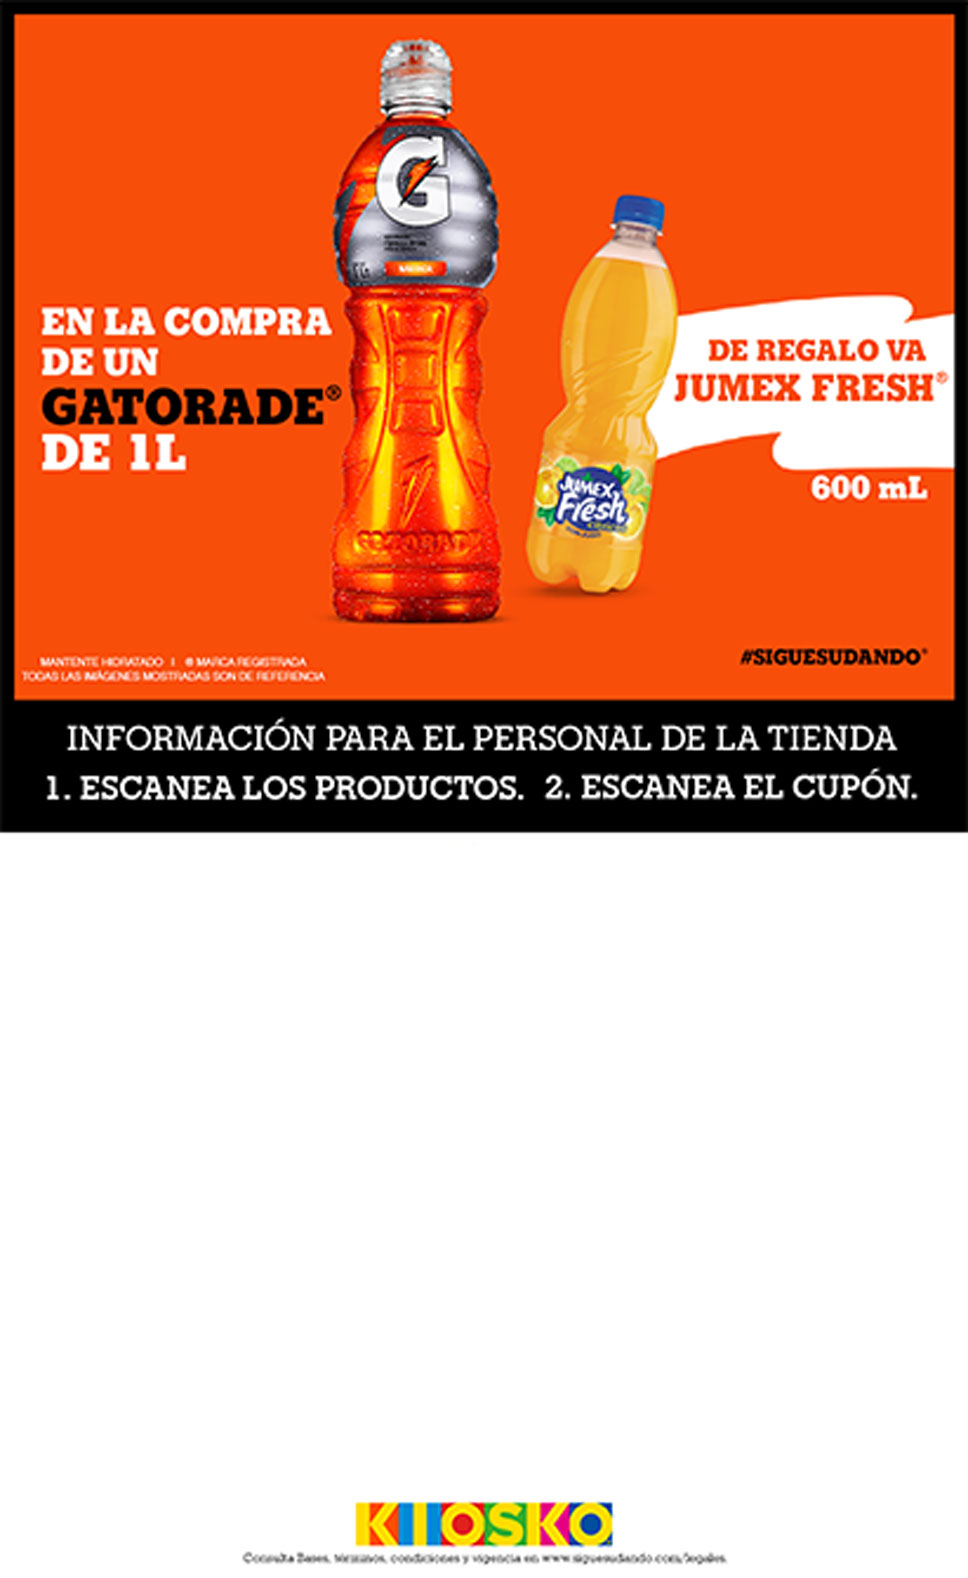 G
EN LA COMPRA
DE UN
GATORADE®
DE 1L
GATORADE
JUMEX
Fresh
DE REGALO VA
JUMEX FRESH®
600 mL
MANTENTE HIDRATADO | ® MARCA REGISTRADA
TODAS LAS IMÁGENES MOSTRADAS SON DE REFERENCIA
#SIGUESUDANDO®
INFORMACIÓN PARA EL PERSONAL DE LA TIENDA
1. ESCANEA LOS PRODUCTOS. 2. ESCANEA EL CUPÓN.
KIOSKO
Consulta Bases, términos, condiciones y vigencia en www.siguesudando.com/legales.